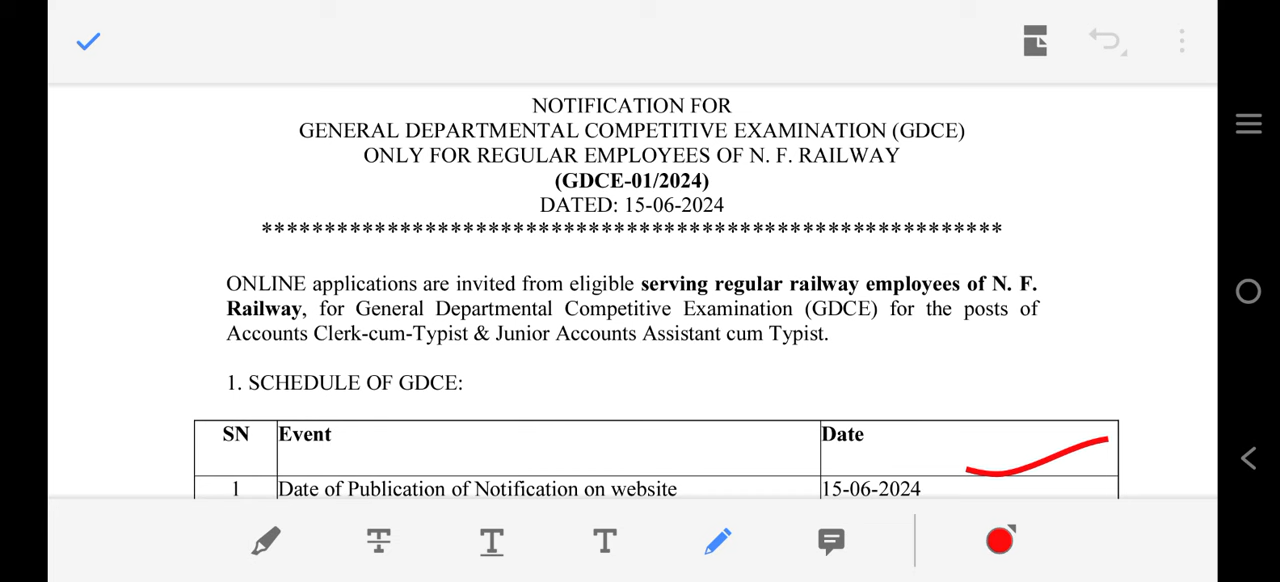 NOTIFICATION FOR
GENERAL DEPARTMENTAL COMPETITIVE EXAMINATION (GDCE)
ONLY FOR REGULAR EMPLOYEES OF N. F. RAILWAY
(GDCE-01/2024)
DATED: 15-06-2024
***********************************************************
ONLINE applications are invited from eligible serving regular railway employees of N. F.
Railway, for General Departmental Competitive Examination (GDCE) for the posts of
Accounts Clerk-cum-Typist & Junior Accounts Assistant cum Typist.
1. SCHEDULE OF GDCE:
SN Event Date
1 Date of Publication of Notification on website 15-06-2024